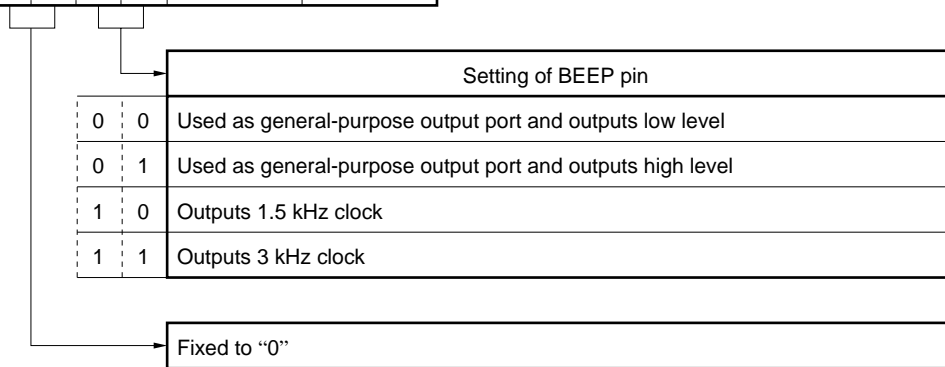 Setting of BEEP pin
0 0 Used as general-purpose output port and outputs low level
0 1 Used as general-purpose output port and outputs high level
1 0 Outputs 1.5 kHz clock
1 1 Outputs 3 kHz clock
Fixed to “0”